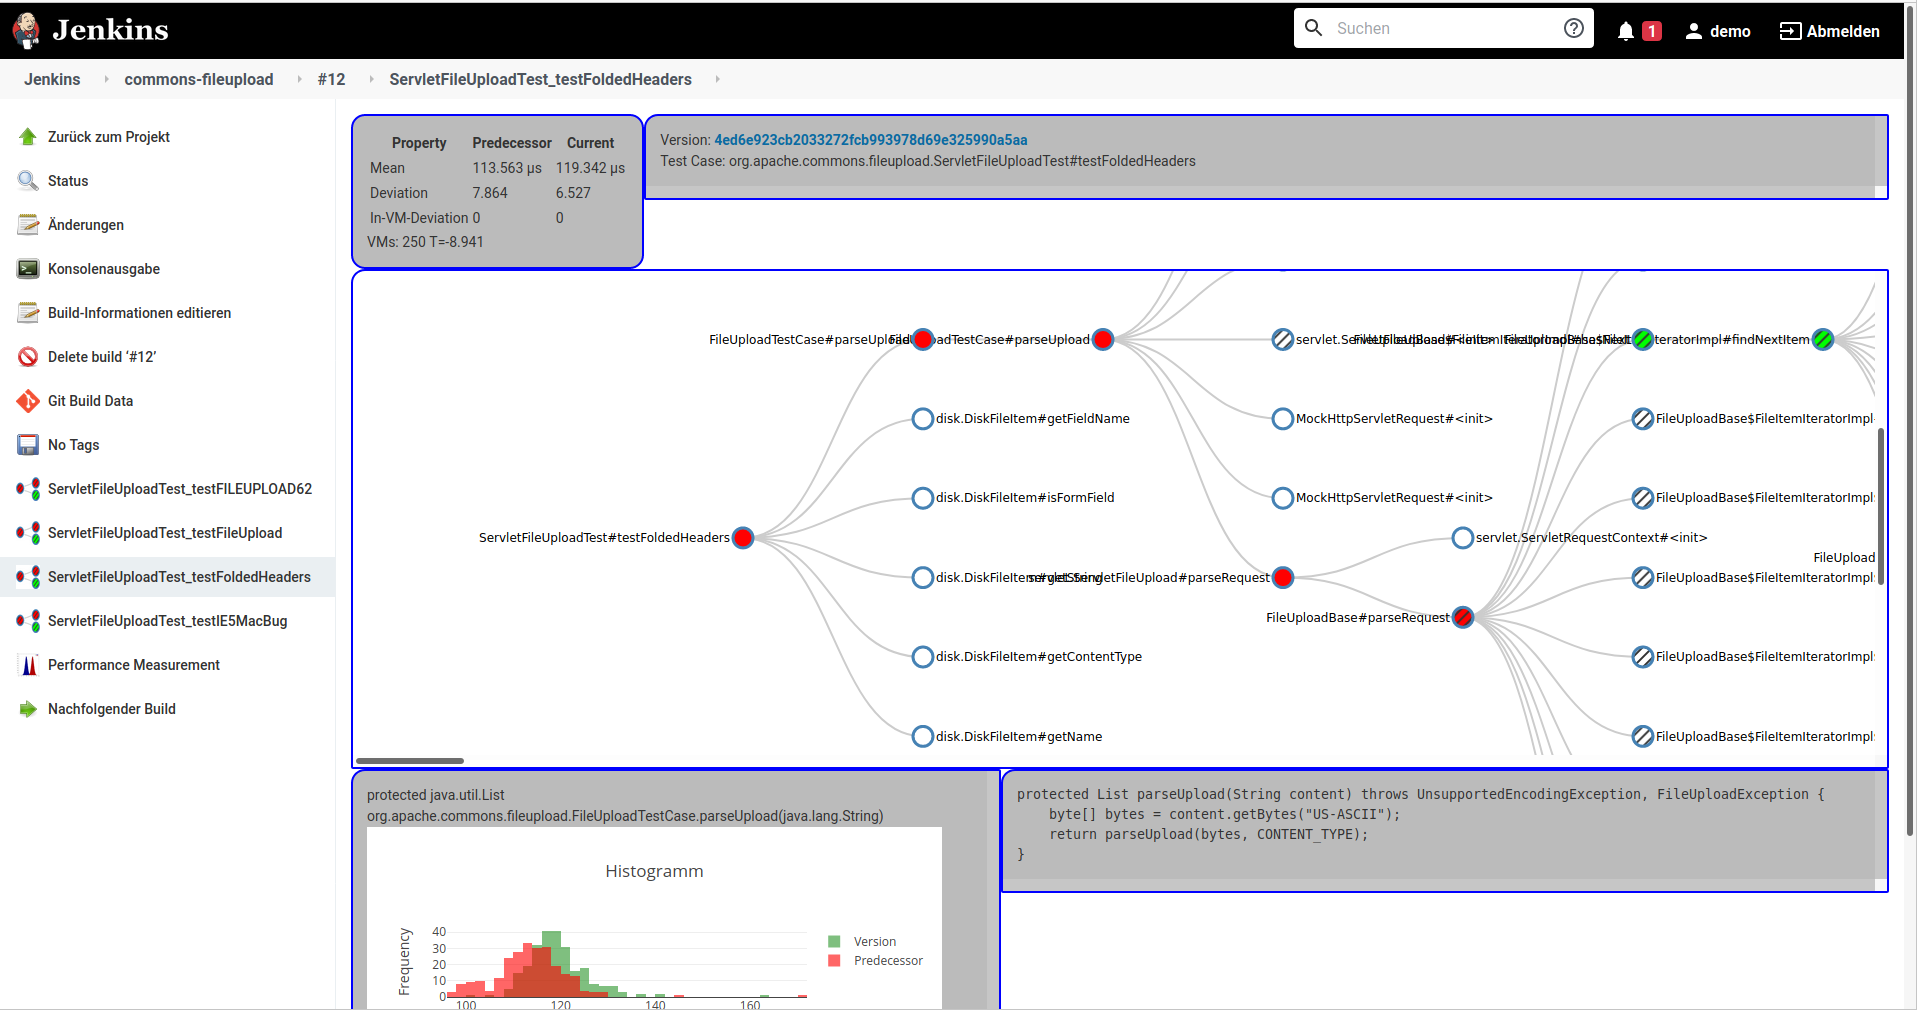 Jenkins
Suchen
1
demo
Abmelden
Jenkins
commons-fileupload
#12
ServletFileUploadTest_testFoldedHeaders
Zurück zum Projekt
Status
Änderungen
Konsolenausgabe
Build-Informationen editieren
Delete build ‘#12’
Git Build Data
No Tags
ServletFileUploadTest_testFILEUPLOAD62
ServletFileUploadTest_testFileUpload
ServletFileUploadTest_testFoldedHeaders
ServletFileUploadTest_testIE5MacBug
Performance Measurement
Nachfolgender Build
Property Predecessor Current
Mean 113.563 µs 119.342 µs
Deviation 7.864 6.527
In-VM-Deviation 0 0
VMs: 250 T=-8.941
Version: 4ed6e923cb2033272fcb993978d69e325990a5aa
Test Case: org.apache.commons.fileupload.ServletFileUploadTest#testFoldedHeaders
FileUploadTestCase#parseUpload
TestCase#parseUpload
IteratorImpl#findNextItem
disk.DiskFileItem#getFieldName
MockHttpServletRequest#<init>
FileUploadBase$FileItemIteratorImpl
disk.DiskFileItem#isFormField
MockHttpServletRequest#<init>
FileUploadBase$FileItemIteratorImpl
ServletFileUploadTest#testFoldedHeaders
servlet.ServletRequestContext#<init>
FileUpload
disk.DiskFileItem#getString
servlet.ServletFileUpload#parseRequest
FileUploadBase$FileItemIteratorImpl
FileUploadBase#parseRequest
disk.DiskFileItem#getContentType
FileUploadBase$FileItemIteratorImpl
disk.DiskFileItem#getName
FileUploadBase$FileItemIteratorImpl
protected java.util.List
org.apache.commons.fileupload.FileUploadTestCase.parseUpload(java.lang.String)
Histogramm
Frequency
40
30
20
10
0
100 120 140 160
Version
Predecessor
protected List parseUpload(String content) throws UnsupportedEncodingException, FileUploadException {
byte[] bytes = content.getBytes("US-ASCII");
return parseUpload(bytes, CONTENT_TYPE);
}